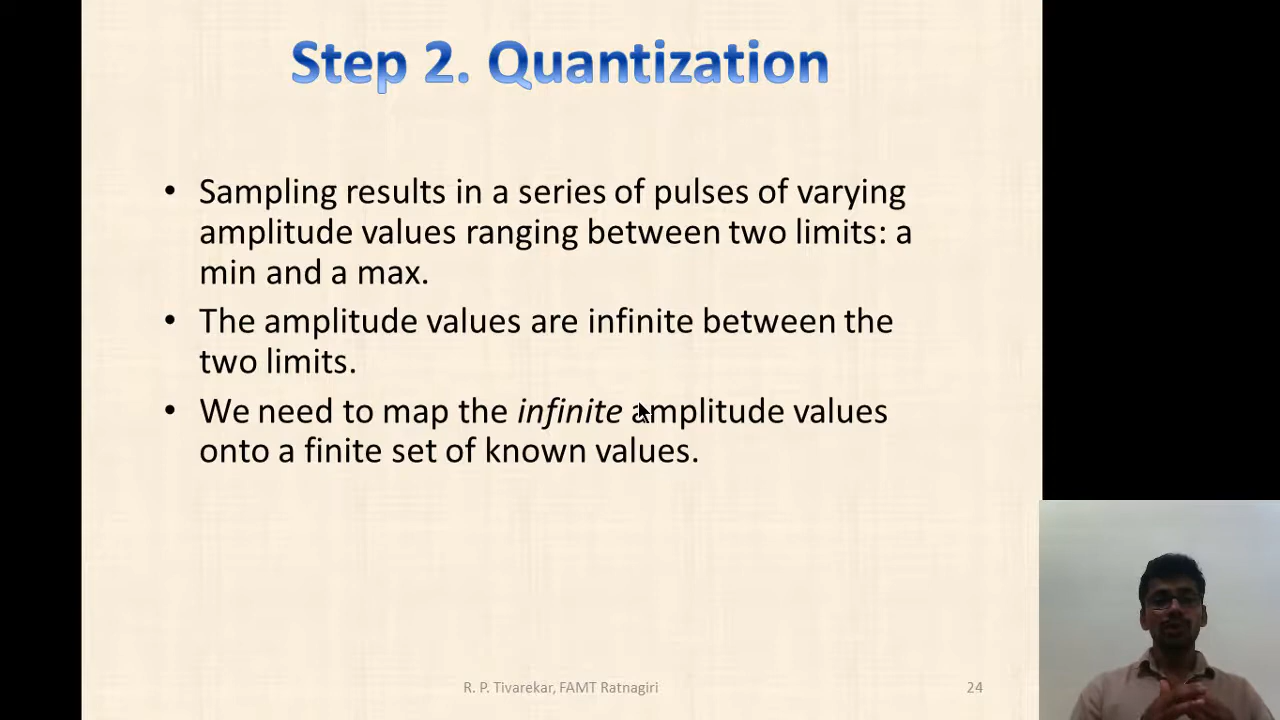 Step 2. Quantization
• Sampling results in a series of pulses of varying
amplitude values ranging between two limits: a
min and a max.
• The amplitude values are infinite between the
two limits.
• We need to map the infinite amplitude values
onto a finite set of known values.
R. P. Tivarekar, FAMT Ratnagiri
24